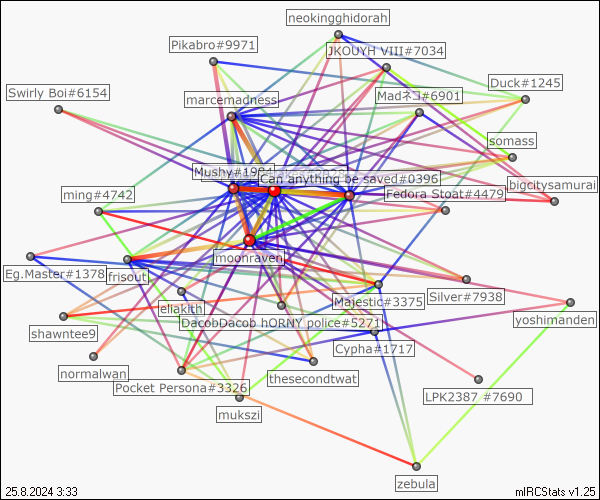 neokingghidorah
Pikabro#9971
JKOUYH VIII#7034
Duck#1245
Swirly Boi#6154
marcemadness
Madネコ#6901
somass
Mushy#1984
Can anything be saved#0396
bigcitysamurai
ming#4742
Fedora Stoat#4479
moonraven
Eg.Master#1378
frisout
eliakith
Majestic#3375
Silver#7938
yoshimanden
shawntee9
DacobDacob
hORNY police#5271
Cypha#1717
normalwan
Pocket Persona#3326
thesecondtwat
LPK2387 #7690
mukszi
zebula
25.8.2024 3:33
mIRCStats v1.25